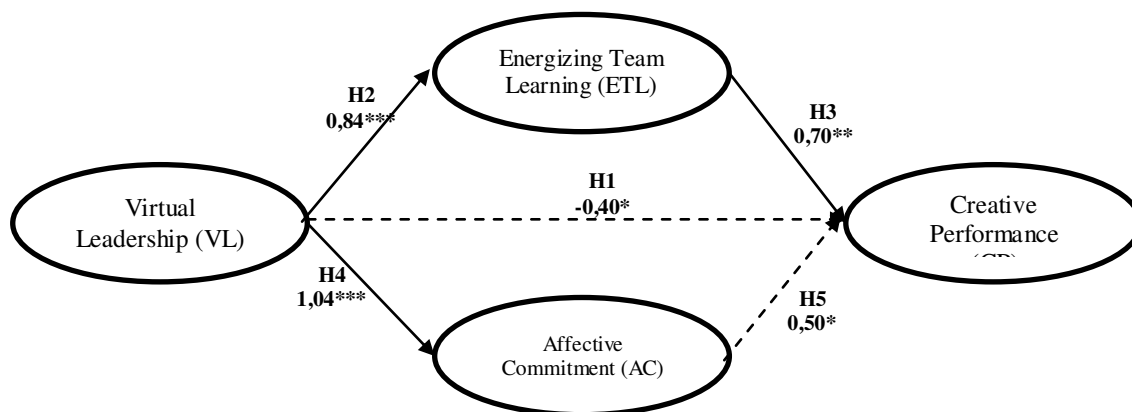 Energizing Team
Learning (ETL)
H2
0,84***
H3
0,70**
H1
-0,40*
Virtual
Leadership (VL)
Creative
Performance
H4
1,04***
H5
0,50*
Affective
Commitment (AC)